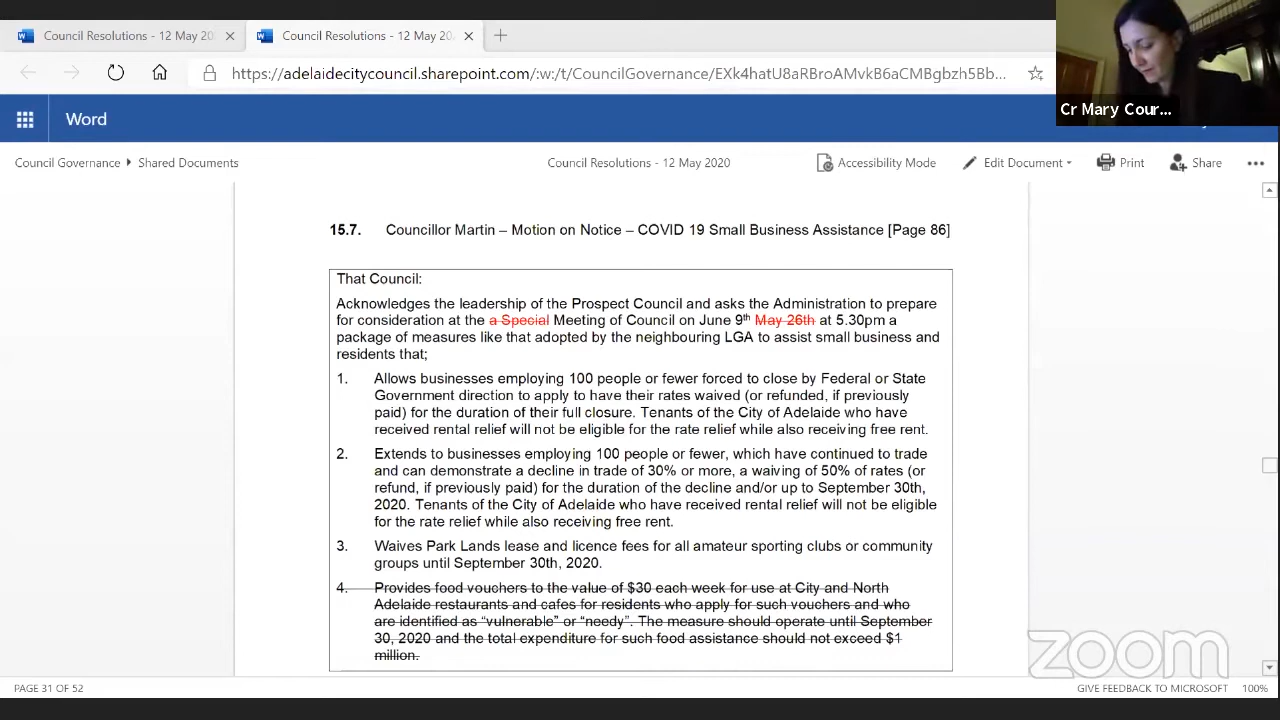 Council Resolutions - 12 May 20
Council Resolutions - 12 May 20
https://adelaidecitycouncil.sharepoint.com/:w:/t/CouncilGovernance/EXk4hatU8aRBroAMvkB6aCMBgbzh5Bb...
Cr Mary Cour...
Word
Council Governance Shared Documents
Council Resolutions - 12 May 2020
Accessibility Mode
Edit Document
Print
Share
15.7. Councillor Martin – Motion on Notice – COVID 19 Small Business Assistance [Page 86]
That Council:
Acknowledges the leadership of the Prospect Council and asks the Administration to prepare
for consideration at the a Special Meeting of Council on June 9th May 26th at 5.30pm a
package of measures like that adopted by the neighbouring LGA to assist small business and
residents that;
1. Allows businesses employing 100 people or fewer forced to close by Federal or State
Government direction to apply to have their rates waived (or refunded, if previously
paid) for the duration of their full closure. Tenants of the City of Adelaide who have
received rental relief will not be eligible for the rate relief while also receiving free rent.
2. Extends to businesses employing 100 people or fewer, which have continued to trade
and can demonstrate a decline in trade of 30% or more, a waiving of 50% of rates (or
refund, if previously paid) for the duration of the decline and/or up to September 30th,
2020. Tenants of the City of Adelaide who have received rental relief will not be eligible
for the rate relief while also receiving free rent.
3. Waives Park Lands lease and licence fees for all amateur sporting clubs or community
groups until September 30th, 2020.
4. Provides food vouchers to the value of $30 each week for use at City and North
Adelaide restaurants and cafes for residents who apply for such vouchers and who
are identified as “vulnerable” or “needy”. The measure should operate until September
30, 2020 and the total expenditure for such food assistance should not exceed $1
million.
zoom
PAGE 31 OF 52
GIVE FEEDBACK TO MICROSOFT
100%